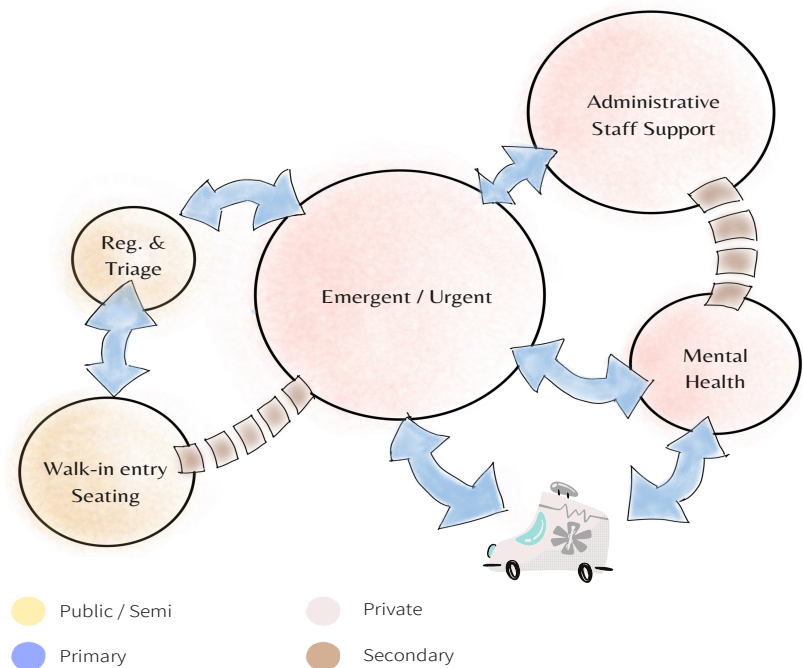 Administrative
Staff Support
Reg. &
Triage
Emergent / Urgent
Mental
Health
Walk-in entry
Seating
Public / Semi
Private
Primary
Secondary